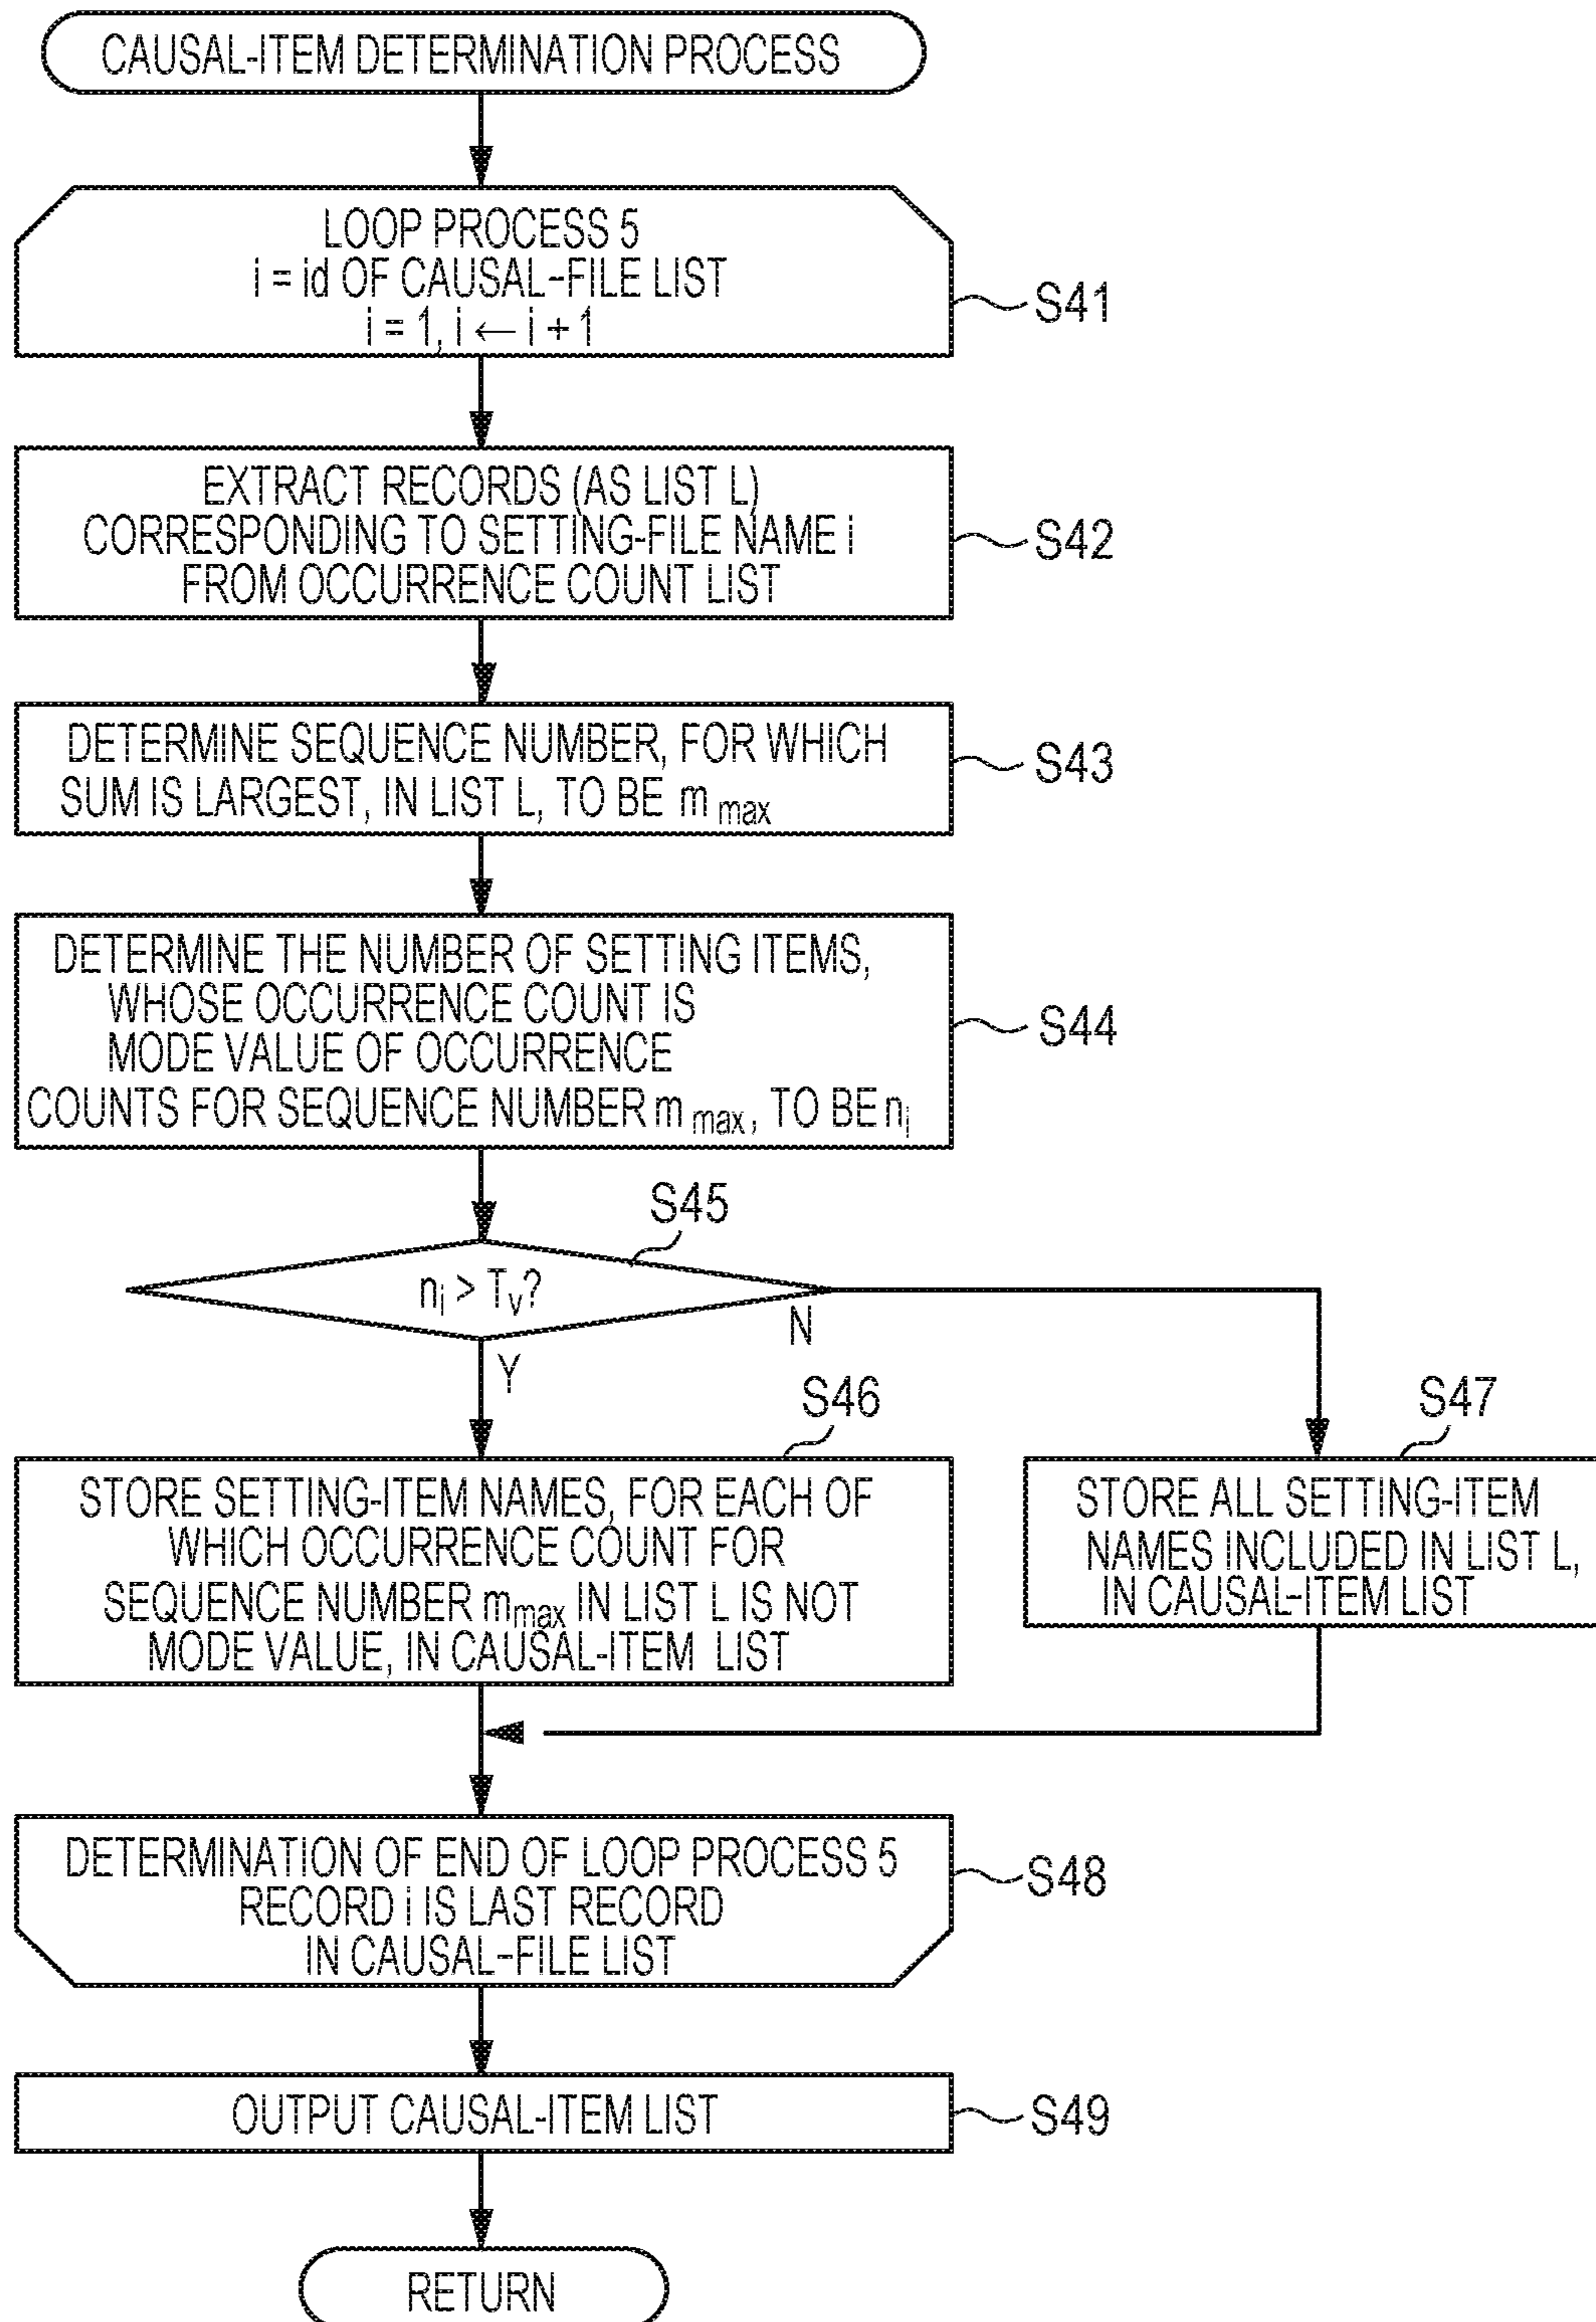 CAUSAL-ITEM DETERMINATION PROCESS
LOOP PROCESS 5
i = id OF CAUSAL-FILE LIST
i = 1, i ← i + 1
S41
EXTRACT RECORDS (AS LIST L)
CORRESPONDING TO SETTING-FILE NAME i
FROM OCCURRENCE COUNT LIST
S42
DETERMINE SEQUENCE NUMBER, FOR WHICH
SUM IS LARGEST, IN LIST L, TO BE m max
S43
DETERMINE THE NUMBER OF SETTING ITEMS,
WHOSE OCCURRENCE COUNT IS
MODE VALUE OF OCCURRENCE
COUNTS FOR SEQUENCE NUMBER m max, TO BE ni
S44
S45
ni > Tv?
N
Y
S46
STORE SETTING-ITEM NAMES, FOR EACH OF
WHICH OCCURRENCE COUNT FOR
SEQUENCE NUMBER mmax IN LIST L IS NOT
MODE VALUE, IN CAUSAL-ITEM LIST
S47
STORE ALL SETTING-ITEM
NAMES INCLUDED IN LIST L,
IN CAUSAL-ITEM LIST
DETERMINATION OF END OF LOOP PROCESS 5
RECORD i IS LAST RECORD
IN CAUSAL-FILE LIST
S48
OUTPUT CAUSAL-ITEM LIST
S49
RETURN